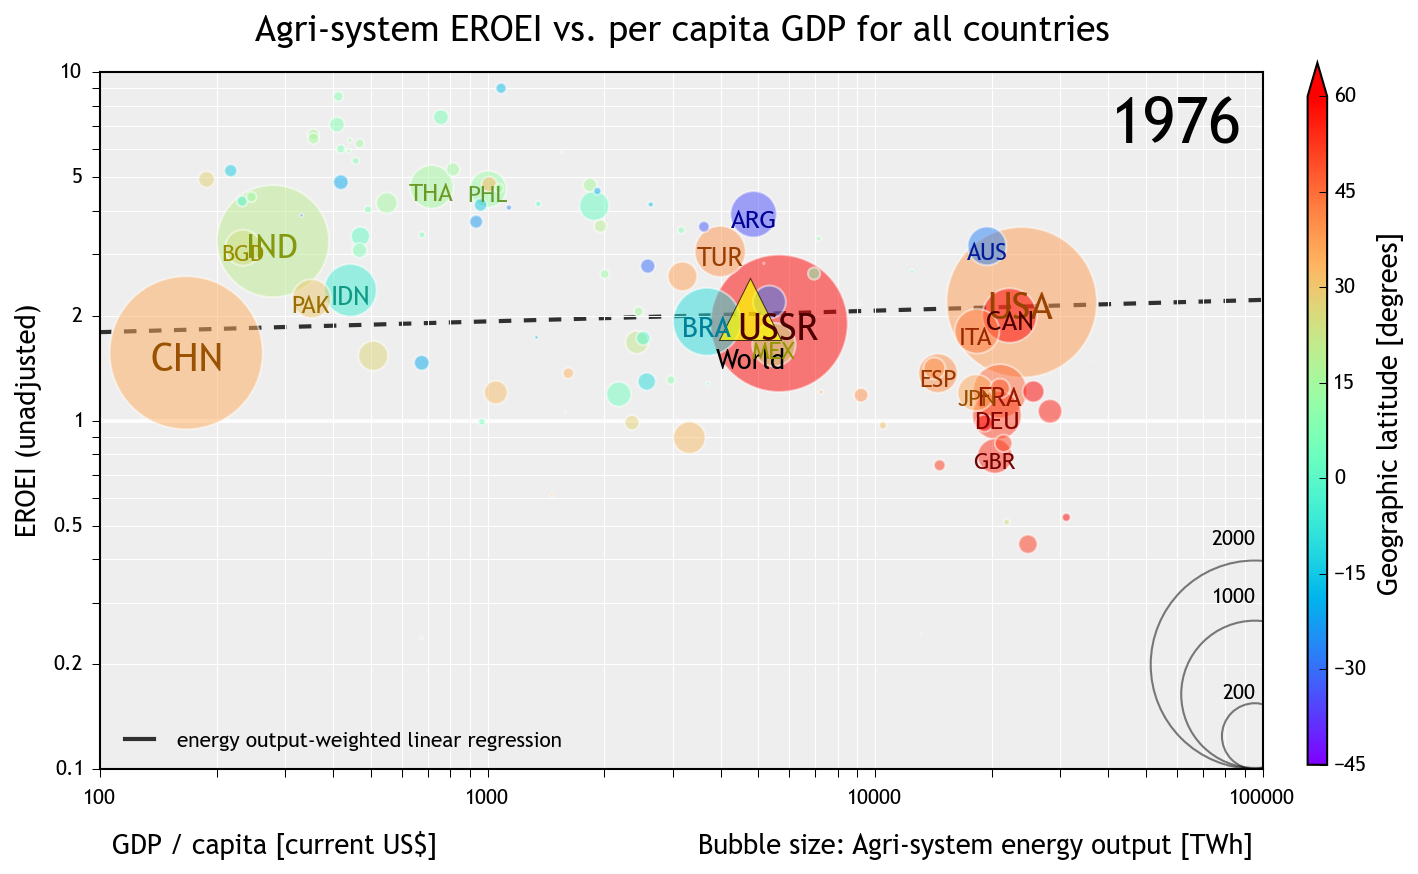 Agri-system EROEI vs. per capita GDP for all countries
1976
10
5
2
1
0.5
0.2
0.1
EROEI (unadjusted)
THA
PHL
ARG
IND
BGD
TUR
AUS
PAK
IDN
USA
CAN
BRA
USSR
ITA
MEX
World
CHN
ESP
JPN
FRA
DEU
GBR
2000
1000
200
energy output-weighted linear regression
100
1000
10000
100000
GDP / capita [current US$]
Bubble size: Agri-system energy output [TWh]
60
45
30
15
0
−15
−30
−45
Geographic latitude [degrees]